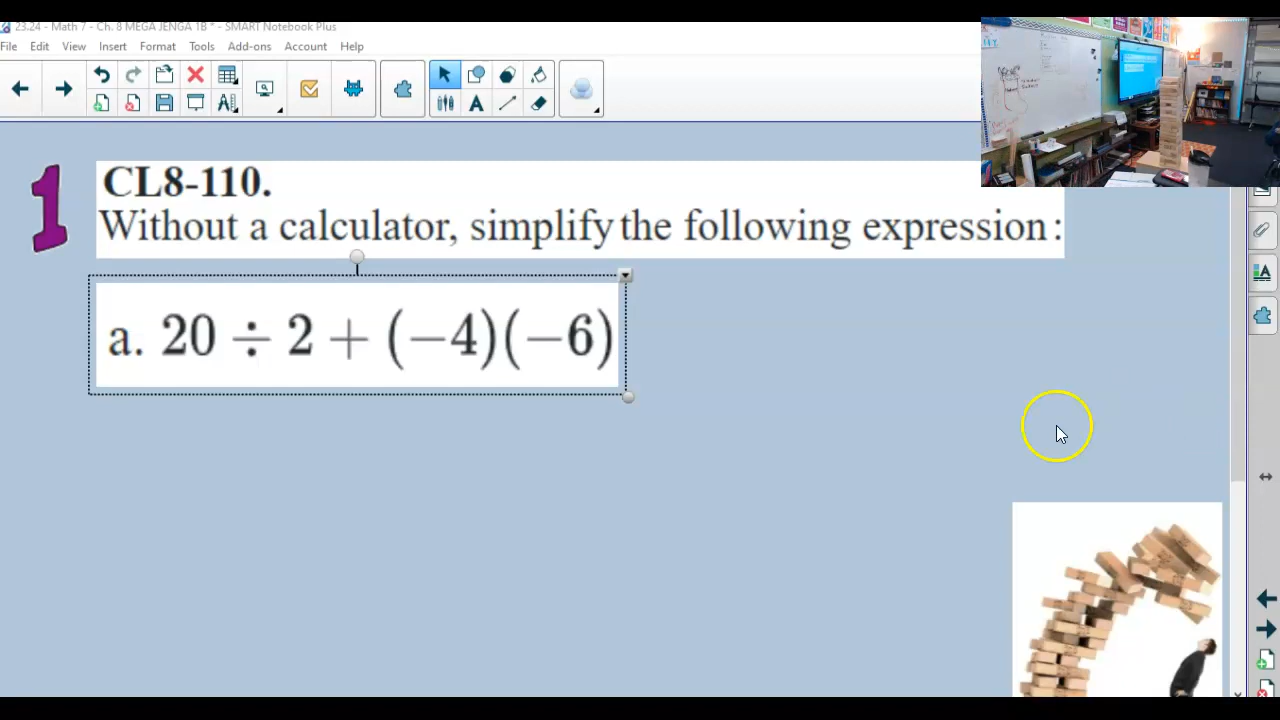 23.24 - Math 7 - Ch. 8 MEGA JENGA 1B * - SMART Notebook Plus
File Edit View Insert Format Tools Add-ons Account Help
1
CL8-110.
Without a calculator, simplify the following expression:
a. 20 ÷ 2 + (−4)(−6)